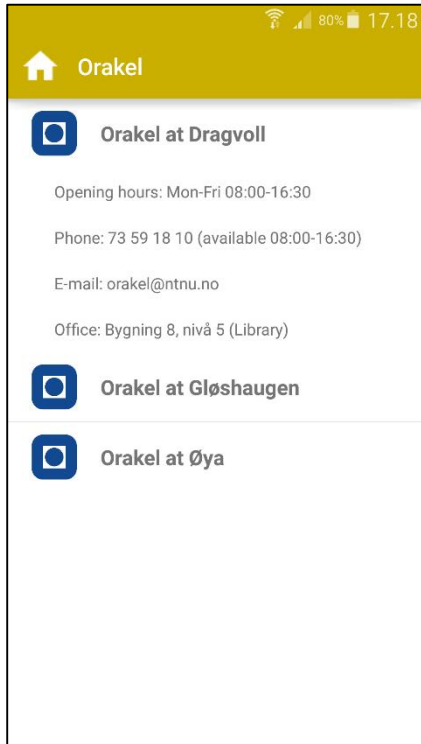 80% 17.18
Orakel
Orakel at Dragvoll
Opening hours: Mon-Fri 08:00-16:30
Phone: 73 59 18 10 (available 08:00-16:30)
E-mail: orakel@ntnu.no
Office: Bygning 8, nivå 5 (Library)
Orakel at Gløshaugen
Orakel at Øya